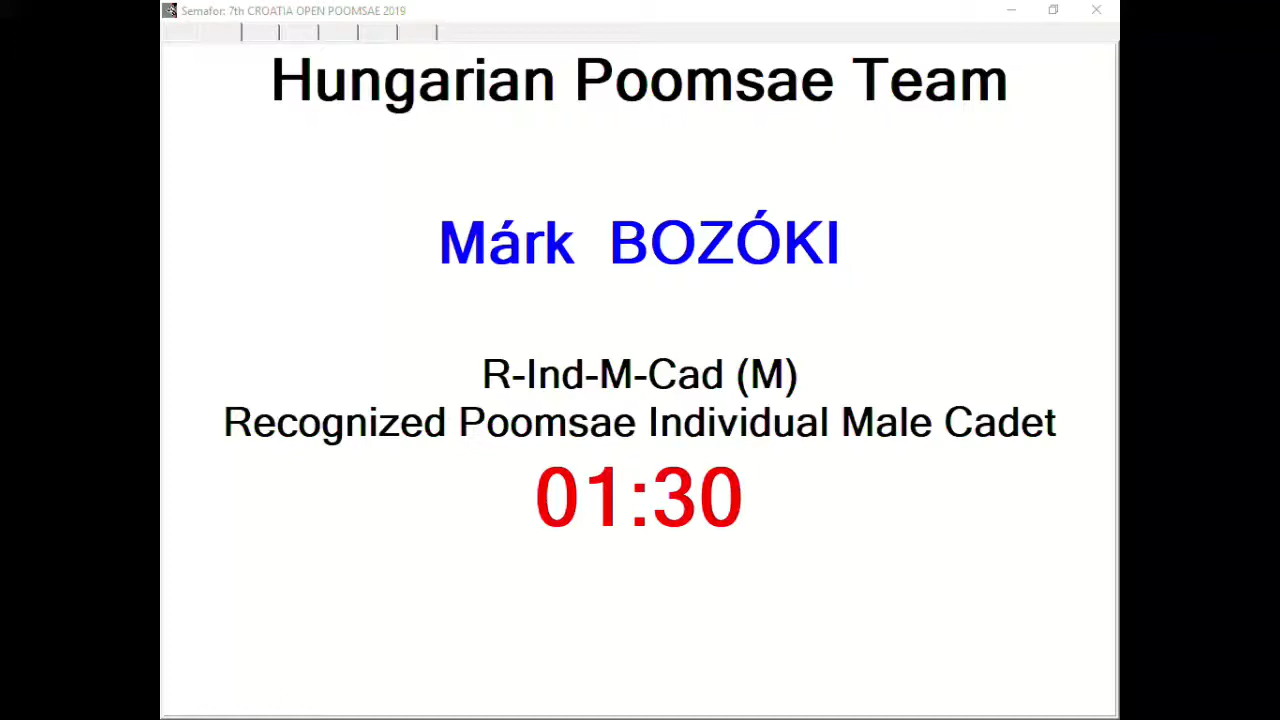 Semafor: 7th CROATIA OPEN POOMSAE 2019
Hungarian Poomsae Team
Márk BOZÓKI
R-Ind-M-Cad (M)
Recognized Poomsae Individual Male Cadet
01:30